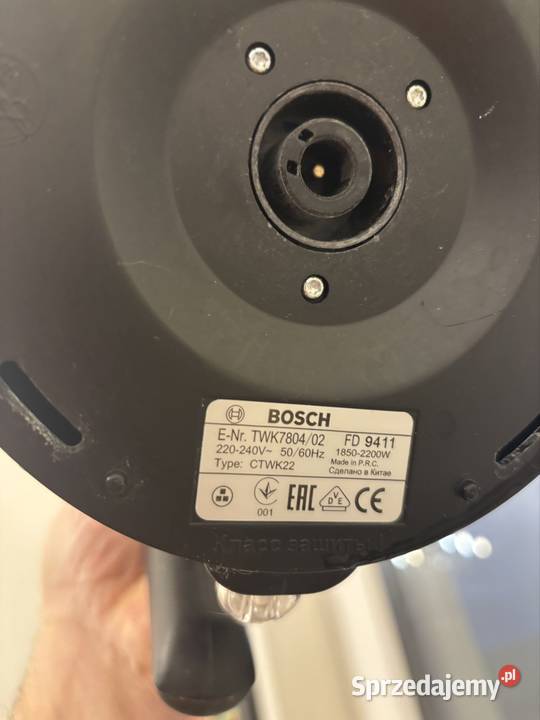 BOSCH
E-Nr. TWK7804/02 FD 9411
220-240V~ 50/60Hz 1850-2200W
Type: CTWK22 Made in P.R.C.
Сделано в Китае
001 EAC VDE CE
Класс защиты I
Sprzedajemy.pl